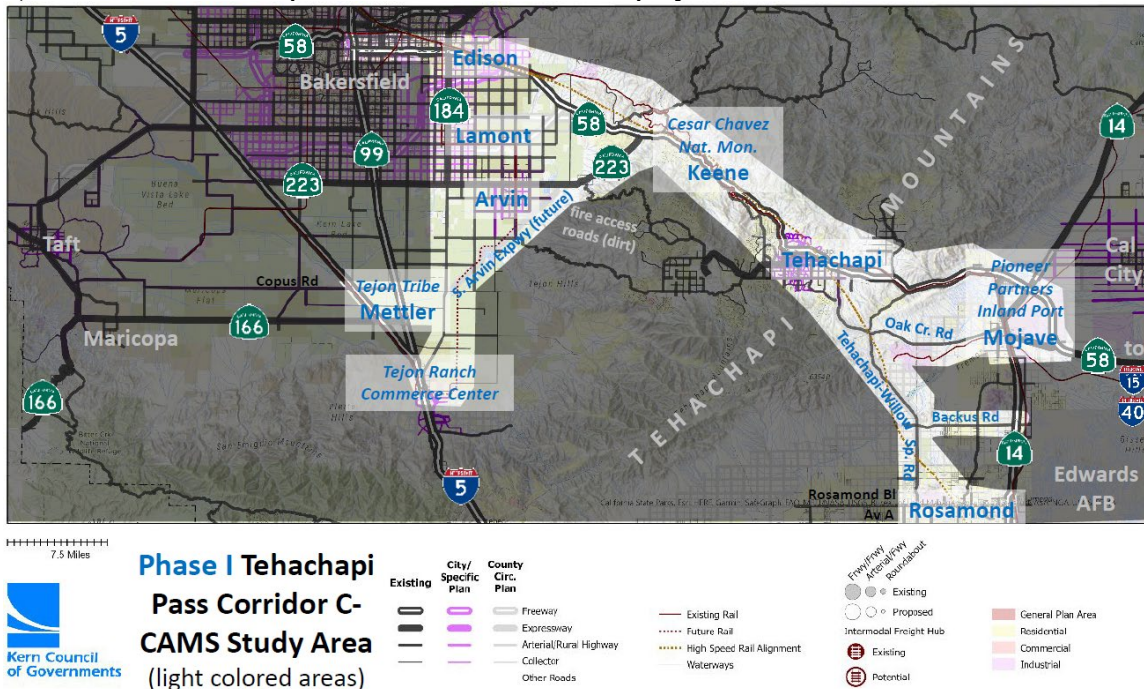 5
58
Edison
Bakersfield
184
99
Lamont
58
Cesar Chavez
Nat. Mon.
Keene
14
MOUNTAINS
223
223
Buena
Vista Lake
Bed
Kern Lake
Bed
Arvin
S. Arvin Expwy (future)
fire access
roads (dirt)
Taft
Tehachapi
Cal
City
Pioneer
Partners
Inland Port
Mojave
Copus Rd
Tejon Tribe
Mettler
Tejon Hills
Maricopa Flat
166
Maricopa
Oak Cr. Rd
to
58
15
40
Tejon Ranch
Commerce Center
TEHACHAPI
Tehachapi-Willow Sp. Rd
166
Backus Rd
14
5
Edwards
AFB
Rosamond Bl
Av A
Rosamond
7.5 Miles
Kern Council
of Governments
Phase I Tehachapi
Pass Corridor C-
CAMS Study Area
(light colored areas)
Existing
City/
Specific
Plan
County
Circ.
Plan
Freeway
Expressway
Arterial/Rural Highway
Collector
Other Roads
Existing Rail
Future Rail
High Speed Rail Alignment
Waterways
Frwy/Frwy
Arterial/Fwy
Roundabout
Existing
Proposed
Intermodal Freight Hub
Existing
Potential
General Plan Area
Residential
Commercial
Industrial